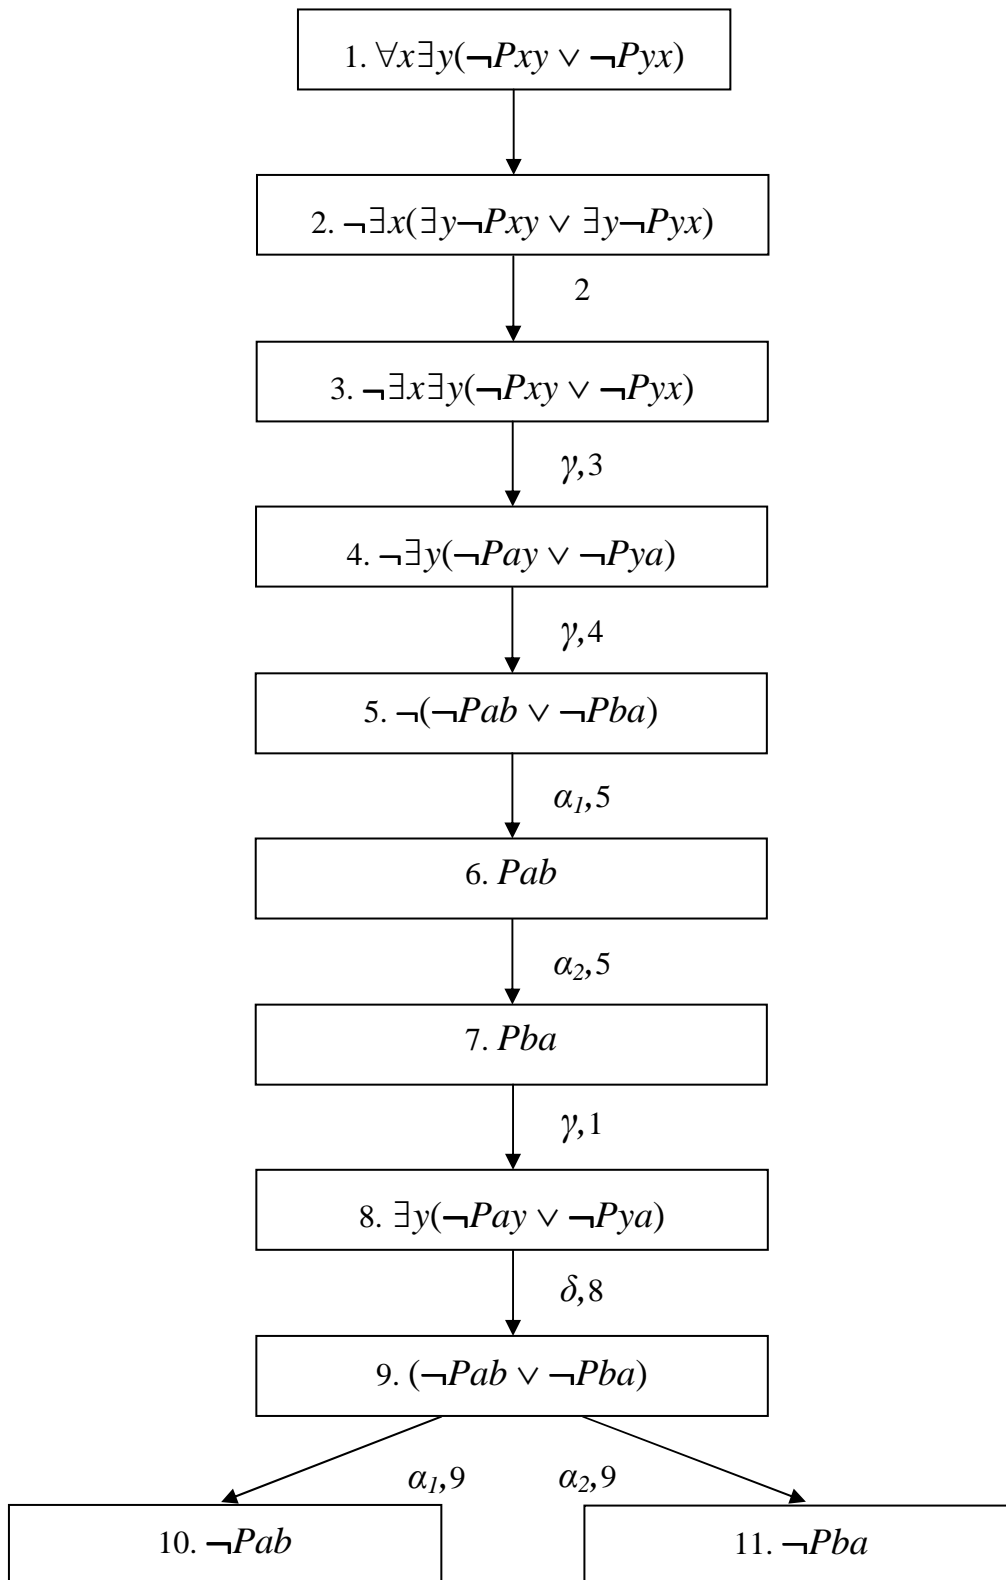 1. ∀x∃y(¬Pxy ∨ ¬Pyx)
2. ¬∃x(∃y¬Pxy ∨ ∃y¬Pyx)
2
3. ¬∃x∃y(¬Pxy ∨ ¬Pyx)
γ,3
4. ¬∃y(¬Pay ∨ ¬Pya)
γ,4
5. ¬(¬Pab ∨ ¬Pba)
α₁,5
6. Pab
α₂,5
7. Pba
γ,1
8. ∃y(¬Pay ∨ ¬Pya)
δ,8
9. (¬Pab ∨ ¬Pba)
α₁,9 α₂,9
10. ¬Pab 11. ¬Pba